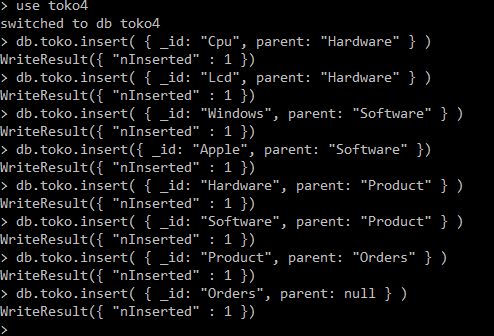 > use toko4
switched to db toko4
> db.toko.insert( { _id: "Cpu", parent: "Hardware" } )
WriteResult({ "nInserted" : 1 })
> db.toko.insert( { _id: "Lcd", parent: "Hardware" } )
WriteResult({ "nInserted" : 1 })
> db.toko.insert( { _id: "Windows", parent: "Software" } )
WriteResult({ "nInserted" : 1 })
> db.toko.insert({ _id: "Apple", parent: "Software" })
WriteResult({ "nInserted" : 1 })
> db.toko.insert( { _id: "Hardware", parent: "Product" } )
WriteResult({ "nInserted" : 1 })
> db.toko.insert( { _id: "Software", parent: "Product" } )
WriteResult({ "nInserted" : 1 })
> db.toko.insert( { _id: "Product", parent: "Orders" } )
WriteResult({ "nInserted" : 1 })
> db.toko.insert( { _id: "Orders", parent: null } )
WriteResult({ "nInserted" : 1 })
>